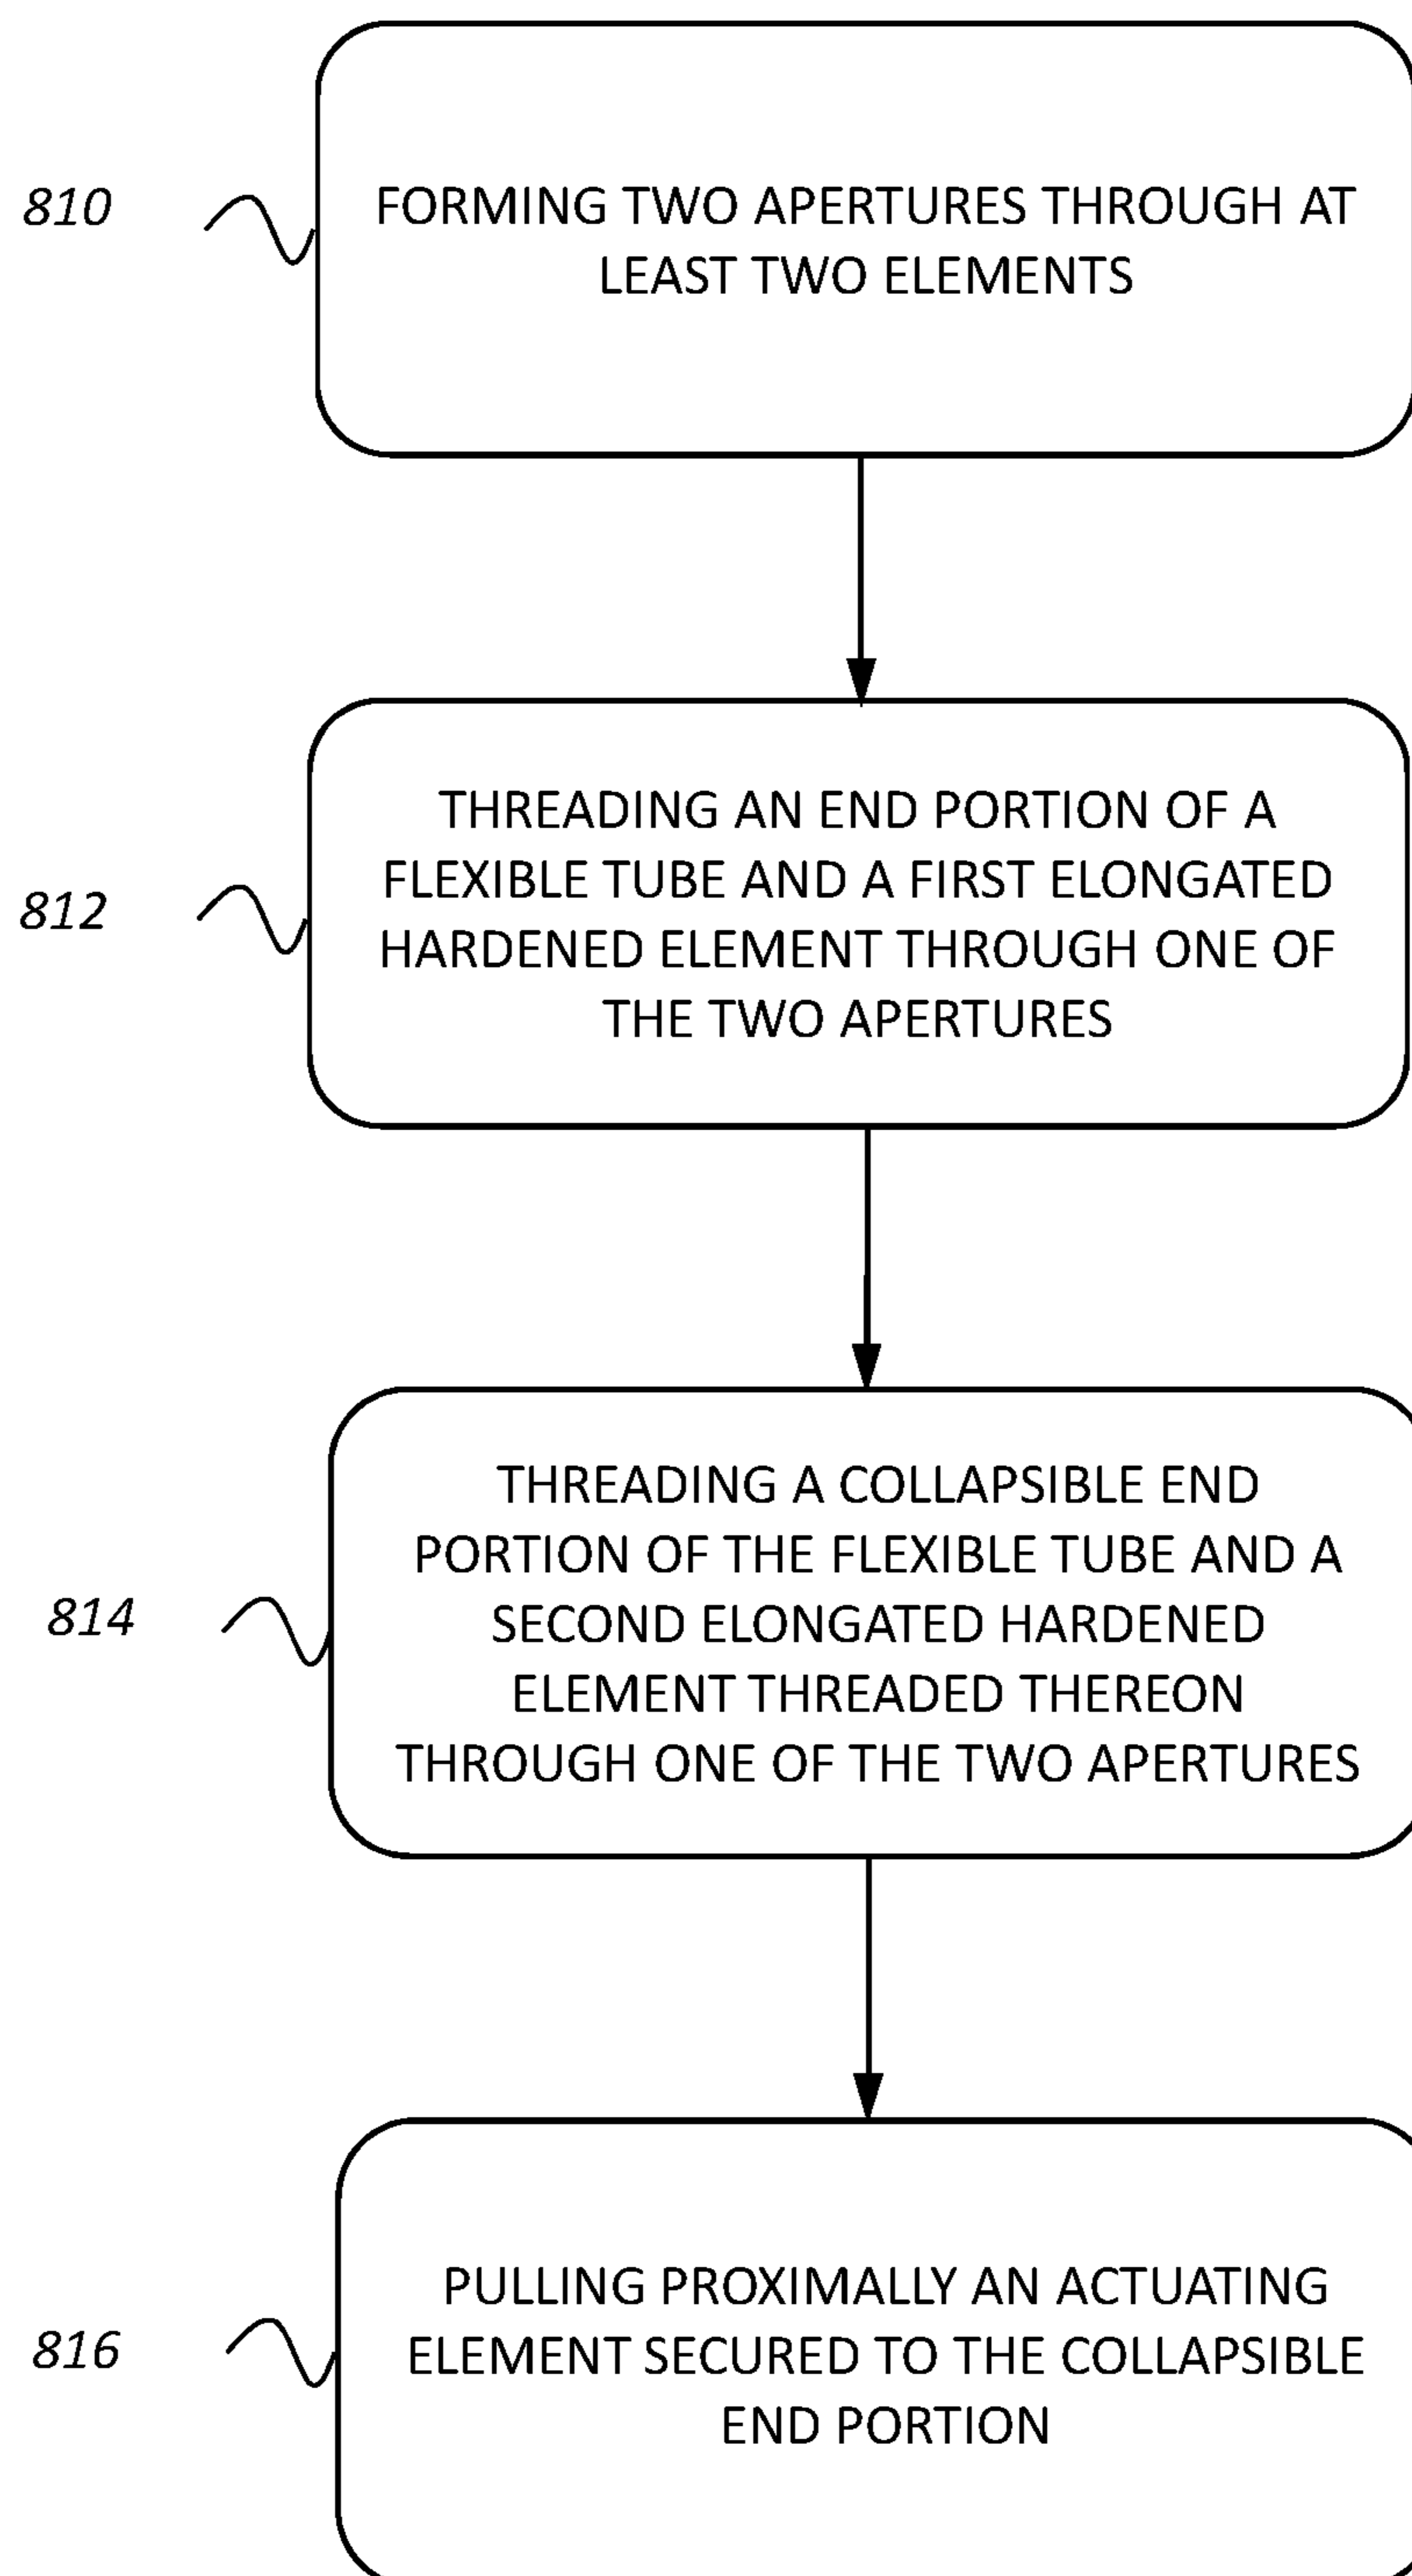 810
FORMING TWO APERTURES THROUGH AT
LEAST TWO ELEMENTS
THREADING AN END PORTION OF A
812
FLEXIBLE TUBE AND A FIRST ELONGATED
HARDENED ELEMENT THROUGH ONE OF
THE TWO APERTURES
THREADING A COLLAPSIBLE END
PORTION OF THE FLEXIBLE TUBE AND A
814
SECOND ELONGATED HARDENED
ELEMENT THREADED THEREON
THROUGH ONE OF THE TWO APERTURES
PULLING PROXIMALLY AN ACTUATING
816
ELEMENT SECURED TO THE COLLAPSIBLE
END PORTION